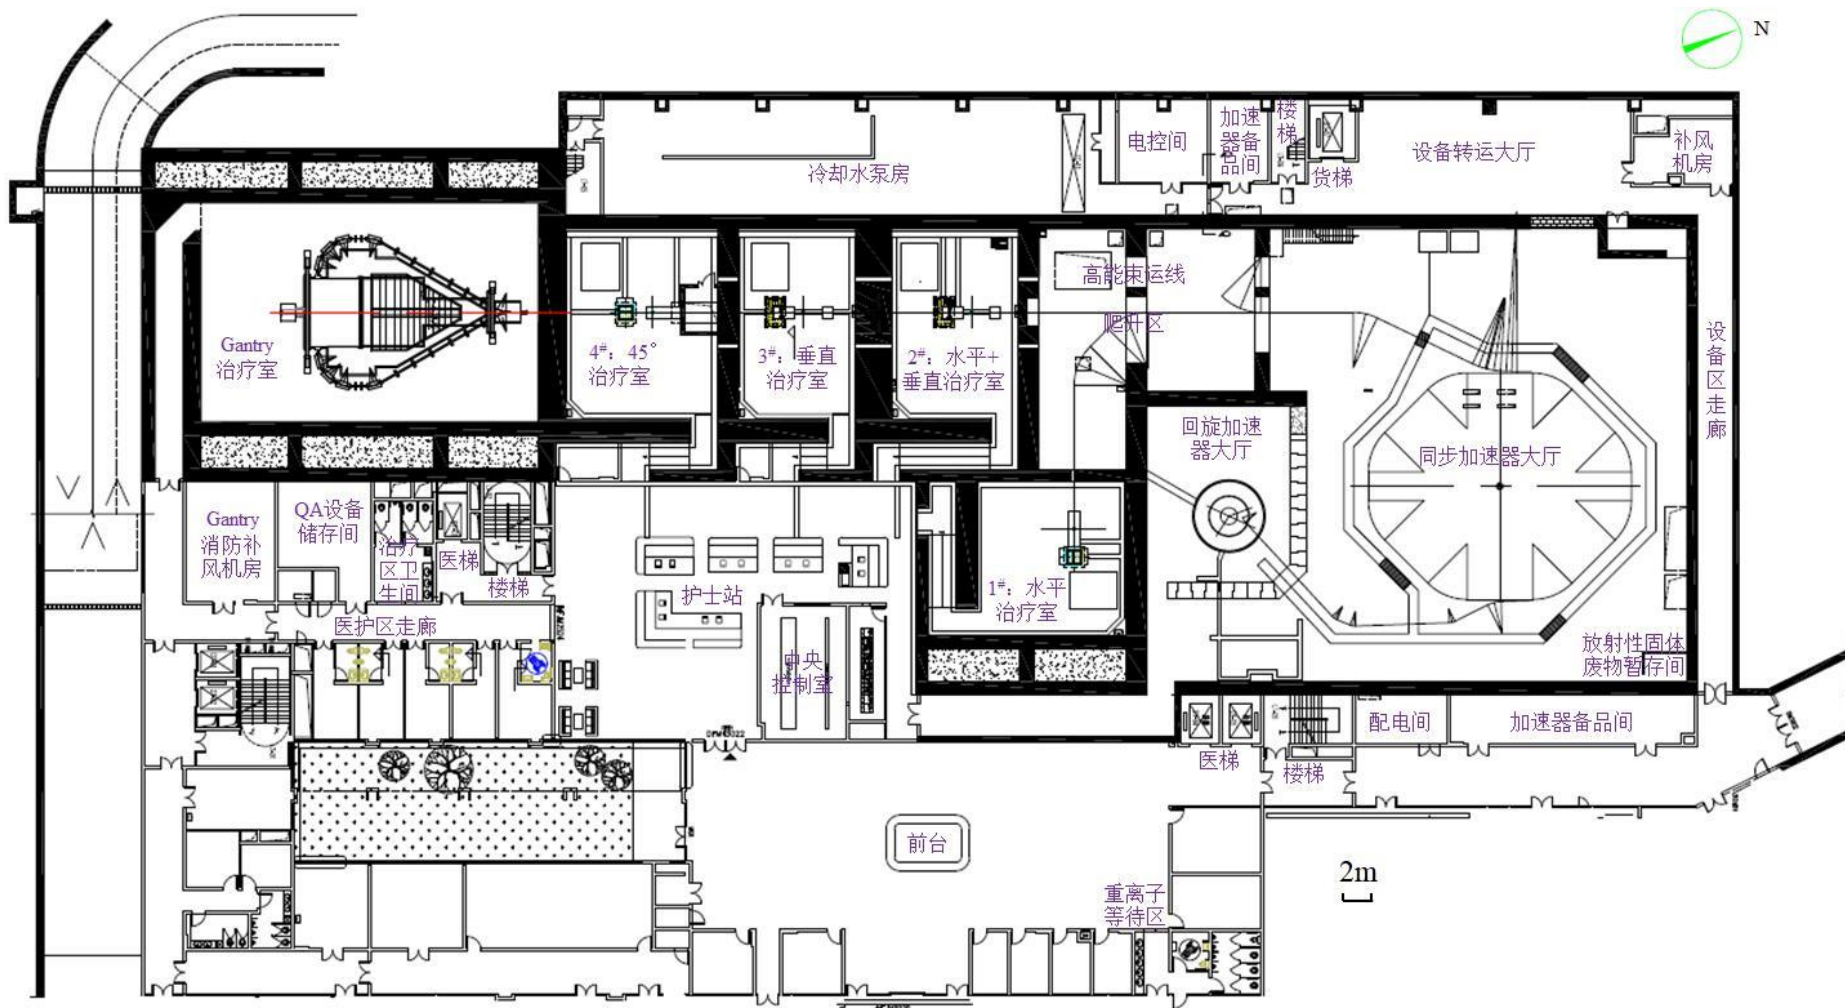 N
冷却水泵房
电控间
加速
器备
品间
楼
梯
货梯
设备转运大厅
补风
机房
Gantry
治疗室
4#：45°
治疗室
3#：垂直
治疗室
2#：水平+
垂直治疗室
高能束运线
爬升区
回旋加速
器大厅
同步加速器大厅
设备区走廊
Gantry
消防补
风机房
QA设备
储存间
治疗
区卫
生间
医梯
楼梯
医护区走廊
护士站
中央
控制室
1#：水平
治疗室
放射性固体
废物暂存间
医梯
楼梯
配电间
加速器备品间
前台
重离子
等待区
2m